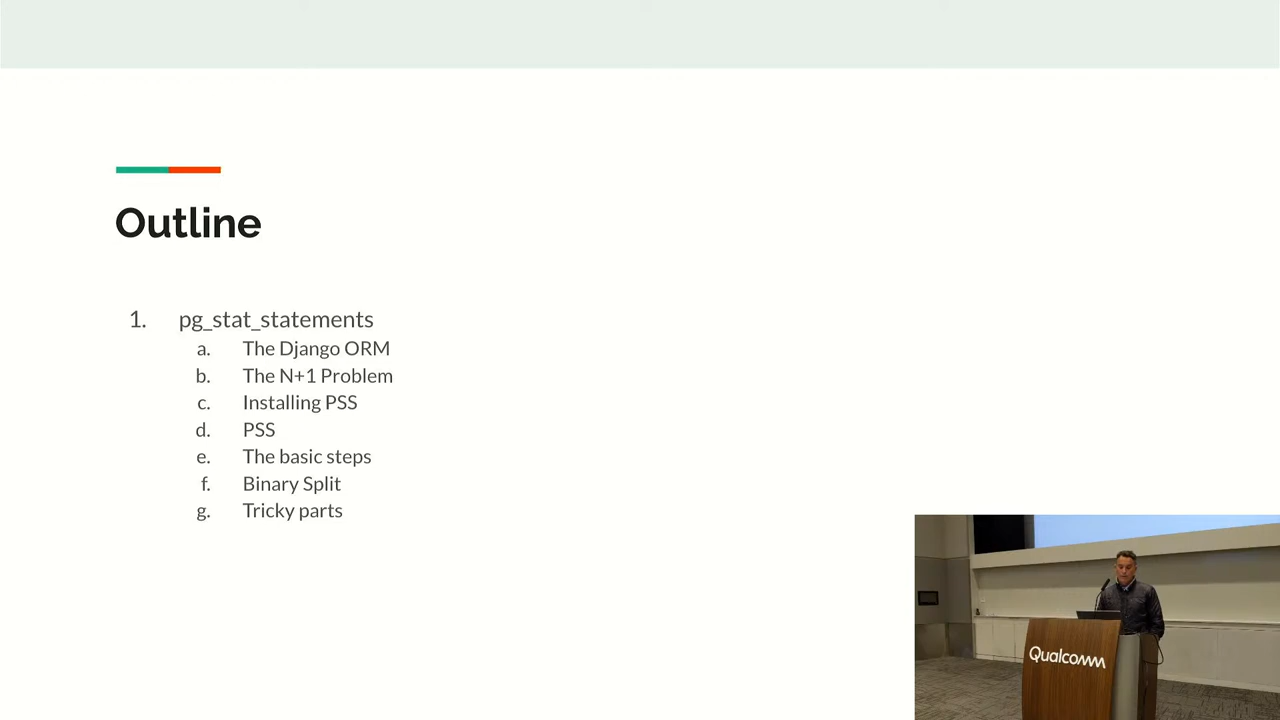 Outline
1. pg_stat_statements
a. The Django ORM
b. The N+1 Problem
c. Installing PSS
d. PSS
e. The basic steps
f. Binary Split
g. Tricky parts
Qualcomm